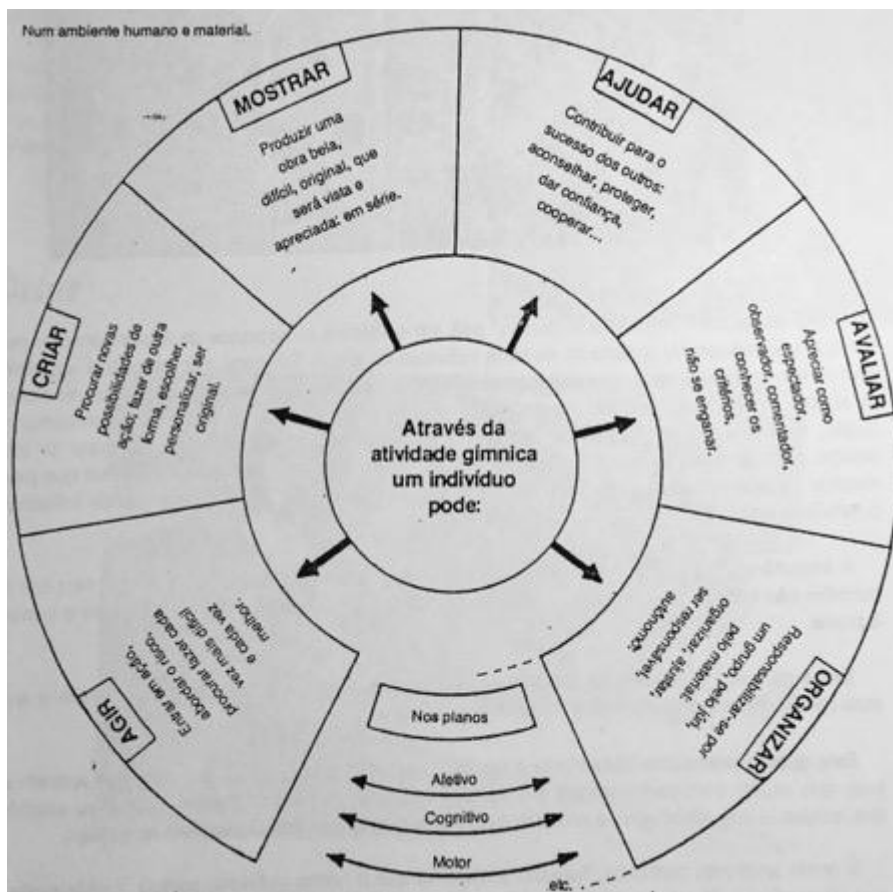 Num ambiente humano e material.
MOSTRAR
Produzir uma
obra bela,
difícil, original, que
será vista e
apreciada: em série.
AJUDAR
Contribuir para o
sucesso dos outros:
aconselhar, proteger,
dar confiança,
cooperar...
AVALIAR
Apreciar como
espectador,
observador, comentador,
conhecer os
critérios,
não se enganar.
ORGANIZAR
Responsabilizar-se por
um grupo, pelo júri,
pelo material:
organizar, ajustar,
ser responsável,
autônomo.
AGIR
Entrar em ação,
abordar o risco,
procurar fazer cada
vez mais difícil
e cada vez
melhor.
CRIAR
Procurar novas
possibilidades de
ação, fazer de outra
forma, escolher,
personalizar, ser
original.
Através da
atividade gímnica
um indivíduo
pode:
Nos planos
Afetivo
Cognitivo
Motor
etc.